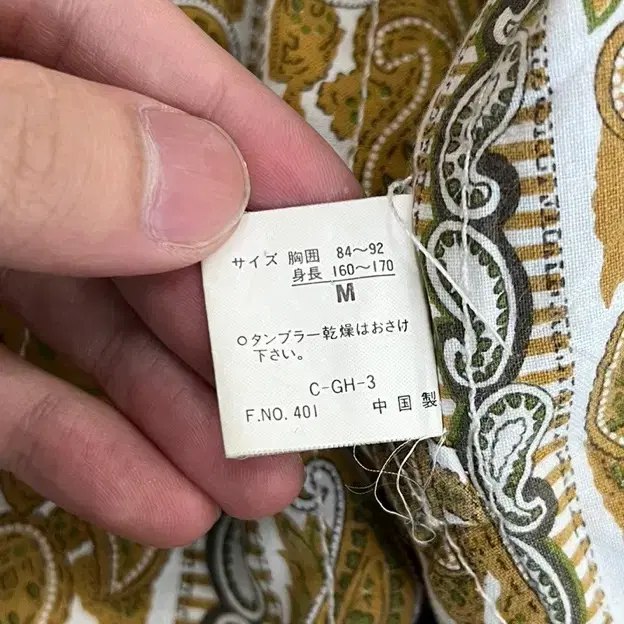 サイズ 胸囲 84〜92
身長 160〜170
M
○タンブラー乾燥はおさけ
下さい。
C-GH-3
F.NO. 401 中国製